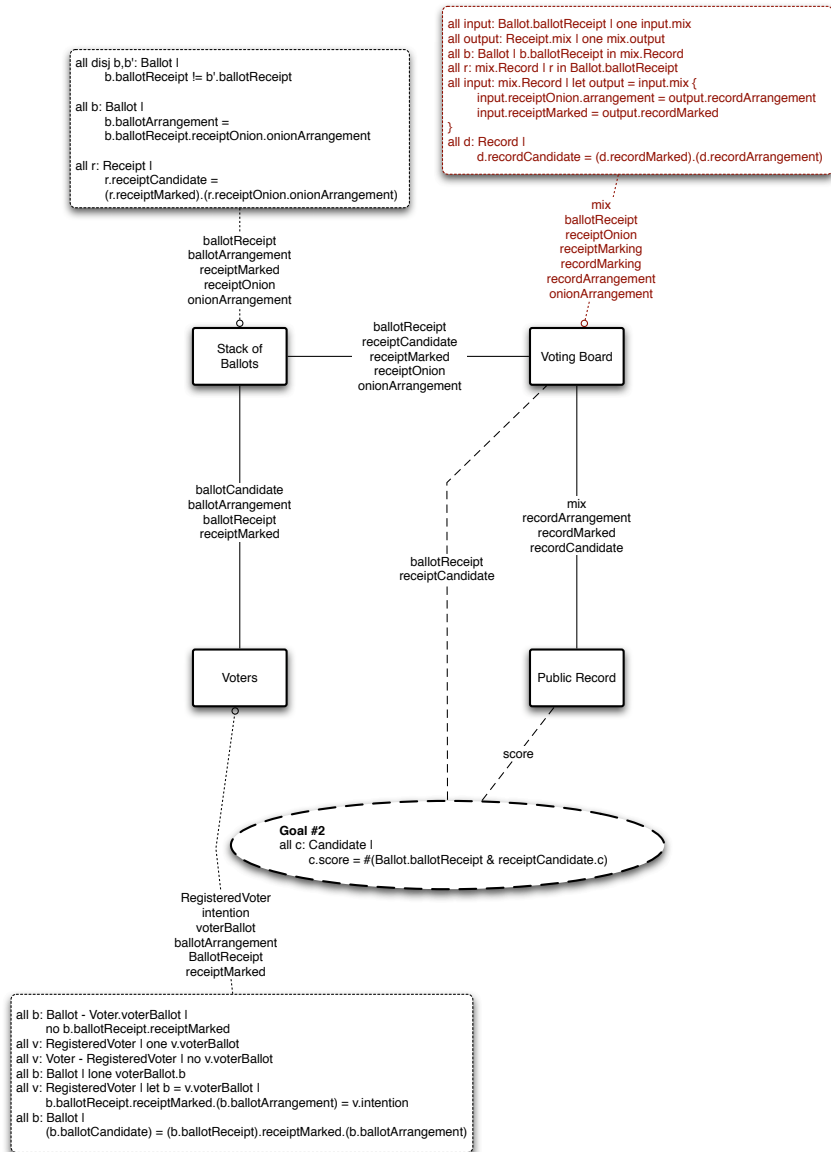 all disj b,b': Ballot |
b.ballotReceipt != b'.ballotReceipt
all b: Ballot |
b.ballotArrangement =
b.ballotReceipt.receiptOnion.onionArrangement
all r: Receipt |
r.receiptCandidate =
(r.receiptMarked).(r.receiptOnion.onionArrangement)
all input: Ballot.ballotReceipt | one input.mix
all output: Receipt.mix | one mix.output
all b: Ballot | b.ballotReceipt in mix.Record
all r: mix.Record | r in Ballot.ballotReceipt
all input: mix.Record | let output = input.mix {
input.receiptOnion.arrangement = output.recordArrangement
input.receiptMarked = output.recordMarked
}
all d: Record |
d.recordCandidate = (d.recordMarked).(d.recordArrangement)
ballotReceipt
ballotArrangement
receiptMarked
receiptOnion
onionArrangement
mix
ballotReceipt
receiptOnion
receiptMarking
recordMarking
recordArrangement
onionArrangement
Stack of
Ballots
ballotReceipt
receiptCandidate
receiptMarked
receiptOnion
onionArrangement
Voting Board
ballotCandidate
ballotArrangement
ballotReceipt
receiptMarked
mix
recordArrangement
recordMarked
recordCandidate
ballotReceipt
receiptCandidate
Voters
Public Record
score
Goal #2
all c: Candidate |
c.score = #(Ballot.ballotReceipt & receiptCandidate.c)
RegisteredVoter
intention
voterBallot
ballotArrangement
BallotReceipt
receiptMarked
all b: Ballot - Voter.voterBallot |
no b.ballotReceipt.receiptMarked
all v: RegisteredVoter | one v.voterBallot
all v: Voter - RegisteredVoter | no v.voterBallot
all b: Ballot | lone voterBallot.b
all v: RegisteredVoter | let b = v.voterBallot |
b.ballotReceipt.receiptMarked.(b.ballotArrangement) = v.intention
all b: Ballot |
(b.ballotCandidate) = (b.ballotReceipt).receiptMarked.(b.ballotArrangement)